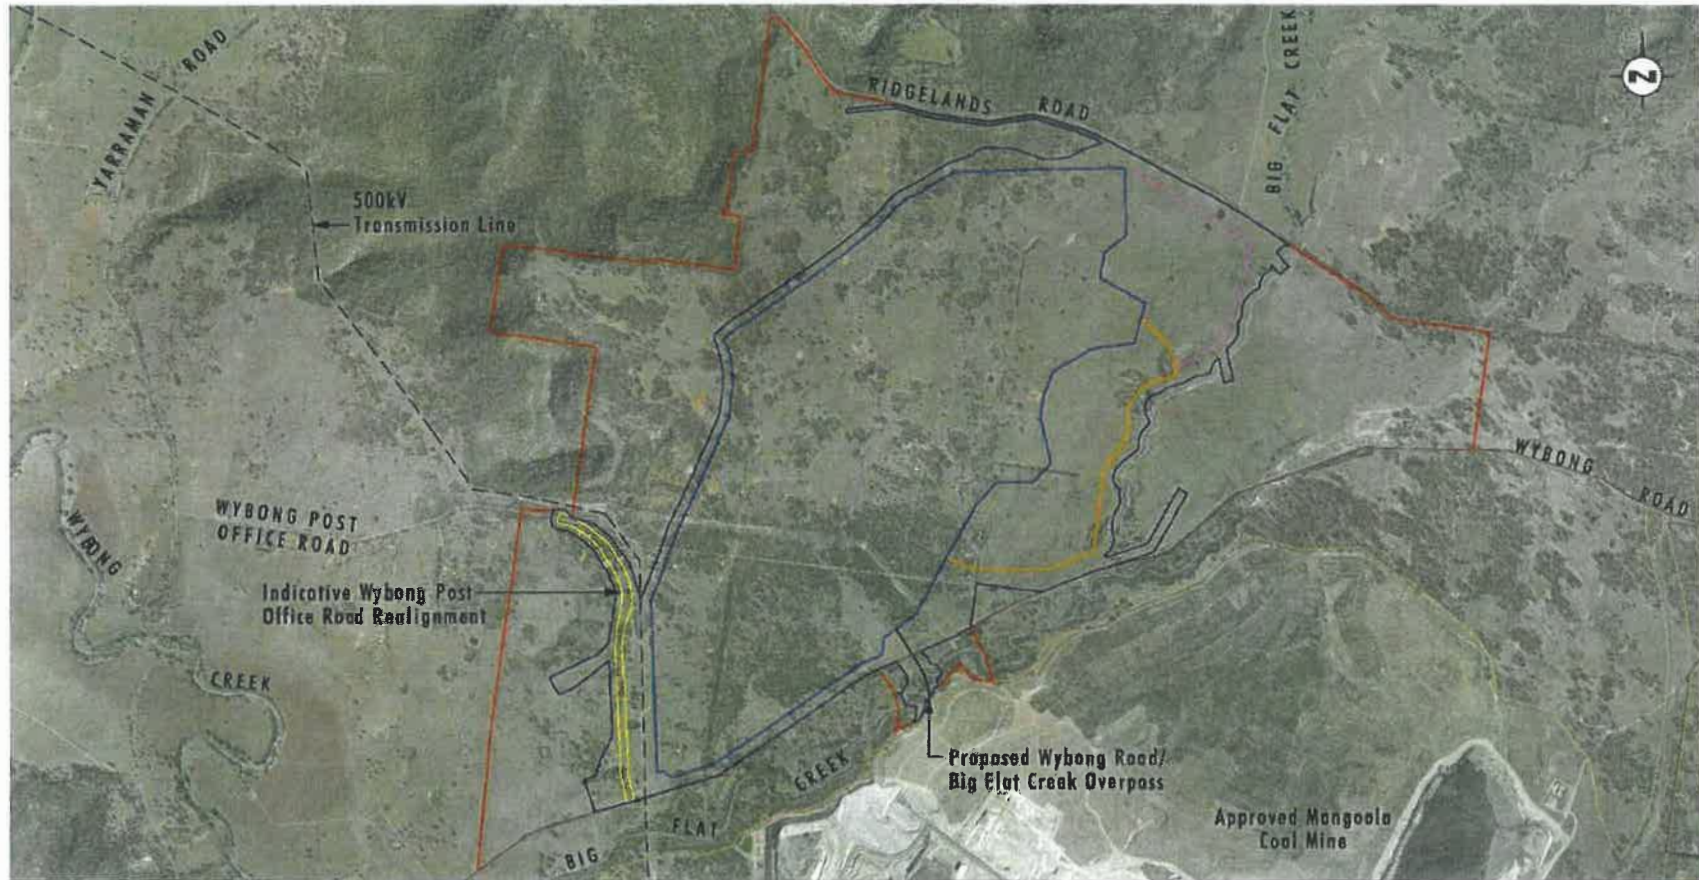 YARRAMAN ROAD
RIDGELANDS ROAD
BIG FLAT CREEK
N
500kV
Transmission Line
WYBONG ROAD
WYBONG POST
OFFICE ROAD
WYBONG CREEK
Indicative Wybong Post
Office Road Realignment
Proposed Wybong Road/
Big Flat Creek Overpass
BIG FLAT CREEK
Approved Mangoola
Coal Mine